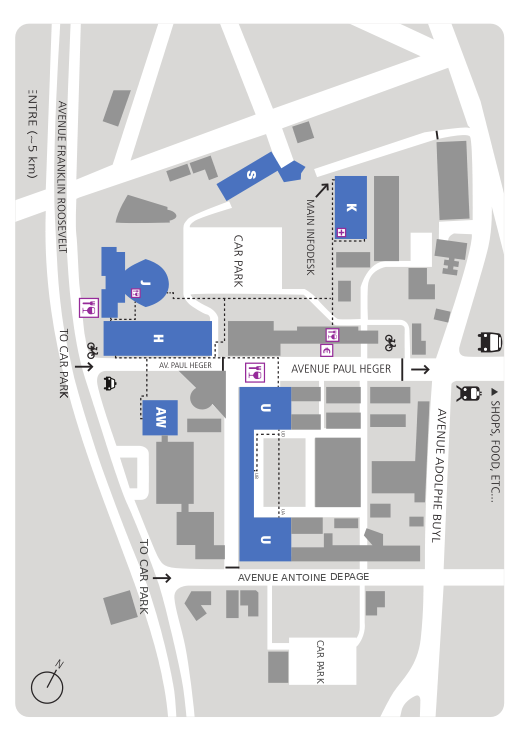 ENTRE (~ 5 km)
AVENUE FRANKLIN ROOSEVELT
S
K
MAIN INFODESK
CAR PARK
J
H
€
TO CAR PARK
AV. PAUL HEGER
AVENUE PAUL HEGER
▲ SHOPS, FOOD, ETC...
AW
U
AVENUE ADOLPHE BUYL
U
TO CAR PARK
AVENUE ANTOINE DEPAGE
CAR PARK
N